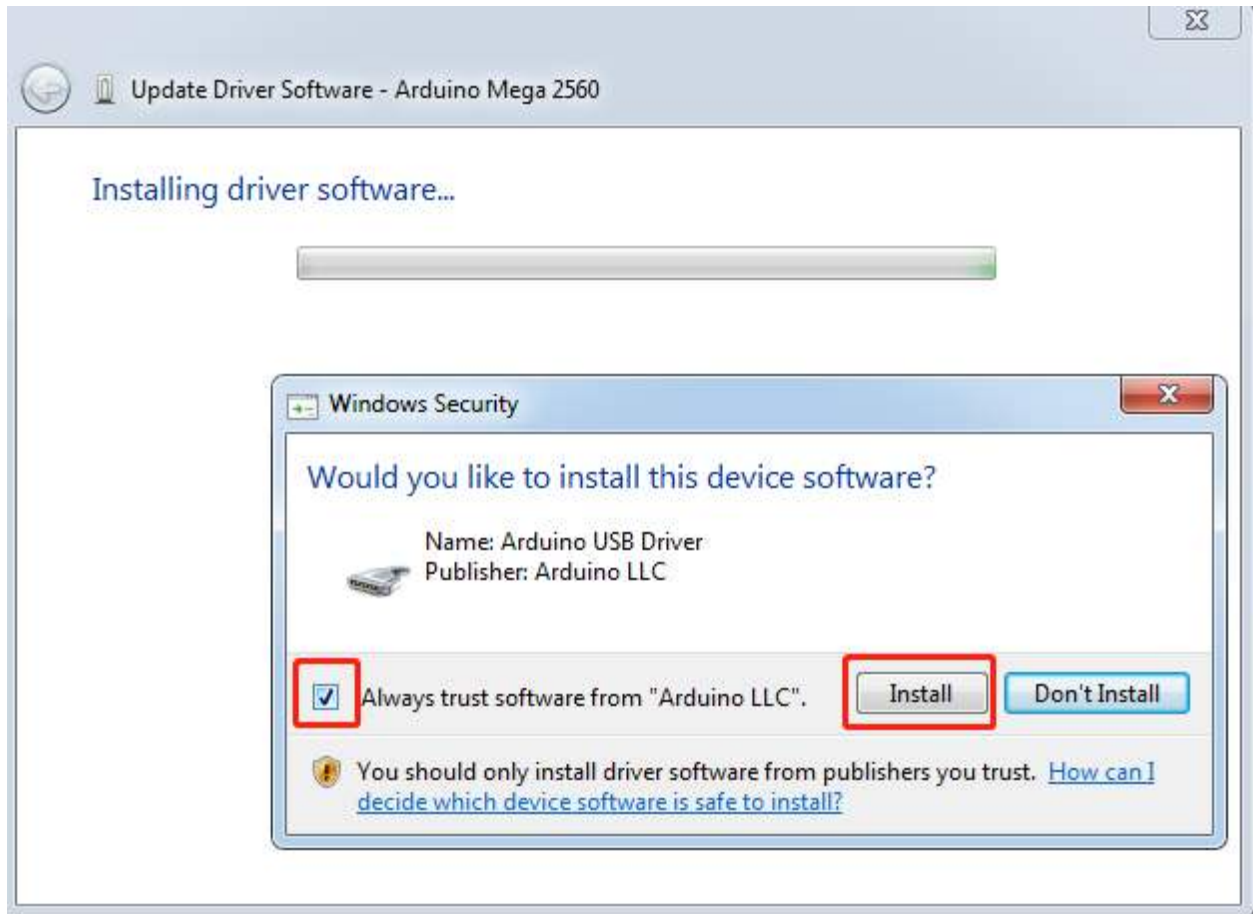 Update Driver Software - Arduino Mega 2560
Installing driver software...
Windows Security
Would you like to install this device software?
Name: Arduino USB Driver
Publisher: Arduino LLC
Always trust software from "Arduino LLC".
Install
Don't Install
You should only install driver software from publishers you trust. How can I
decide which device software is safe to install?